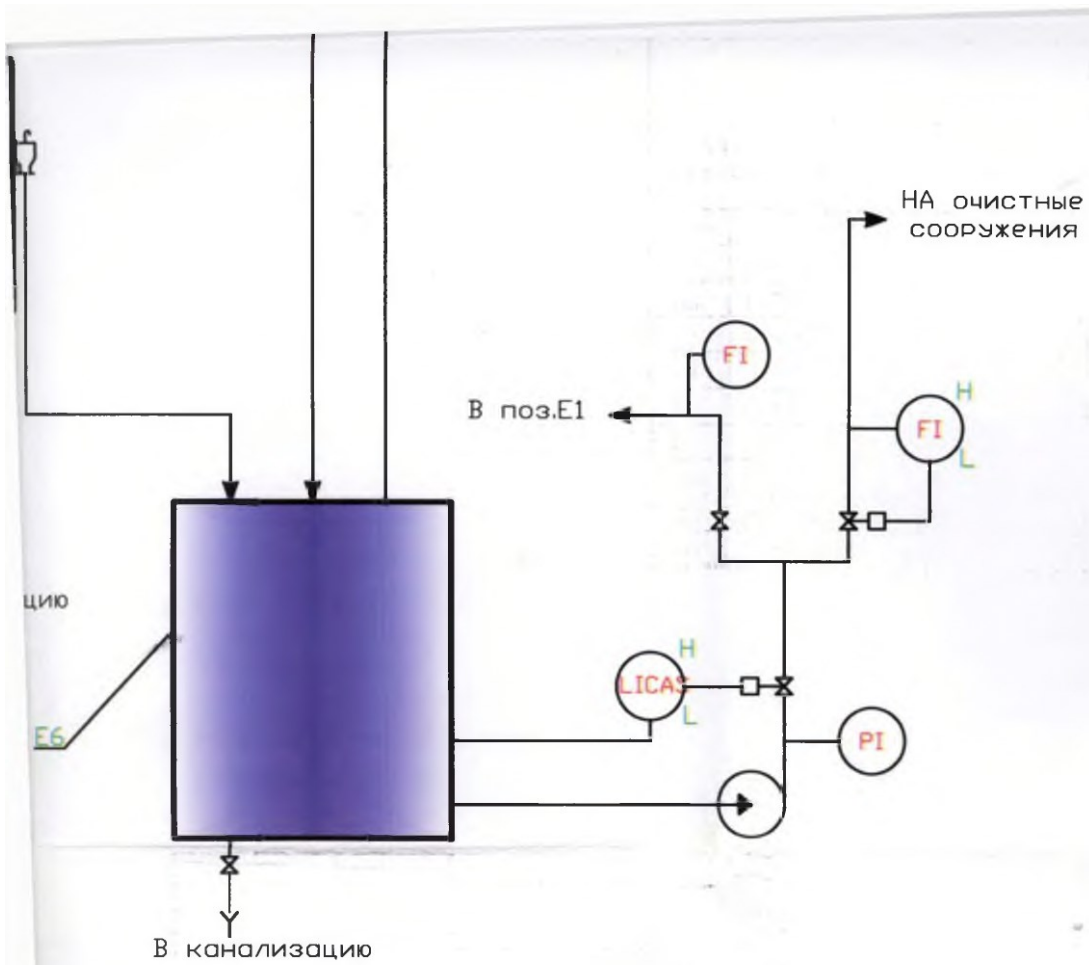 НА очистные
сооружения
FI
В поз.Е1
H
FI
L
цию
H
LICAS
L
E6
PI
В канализацию